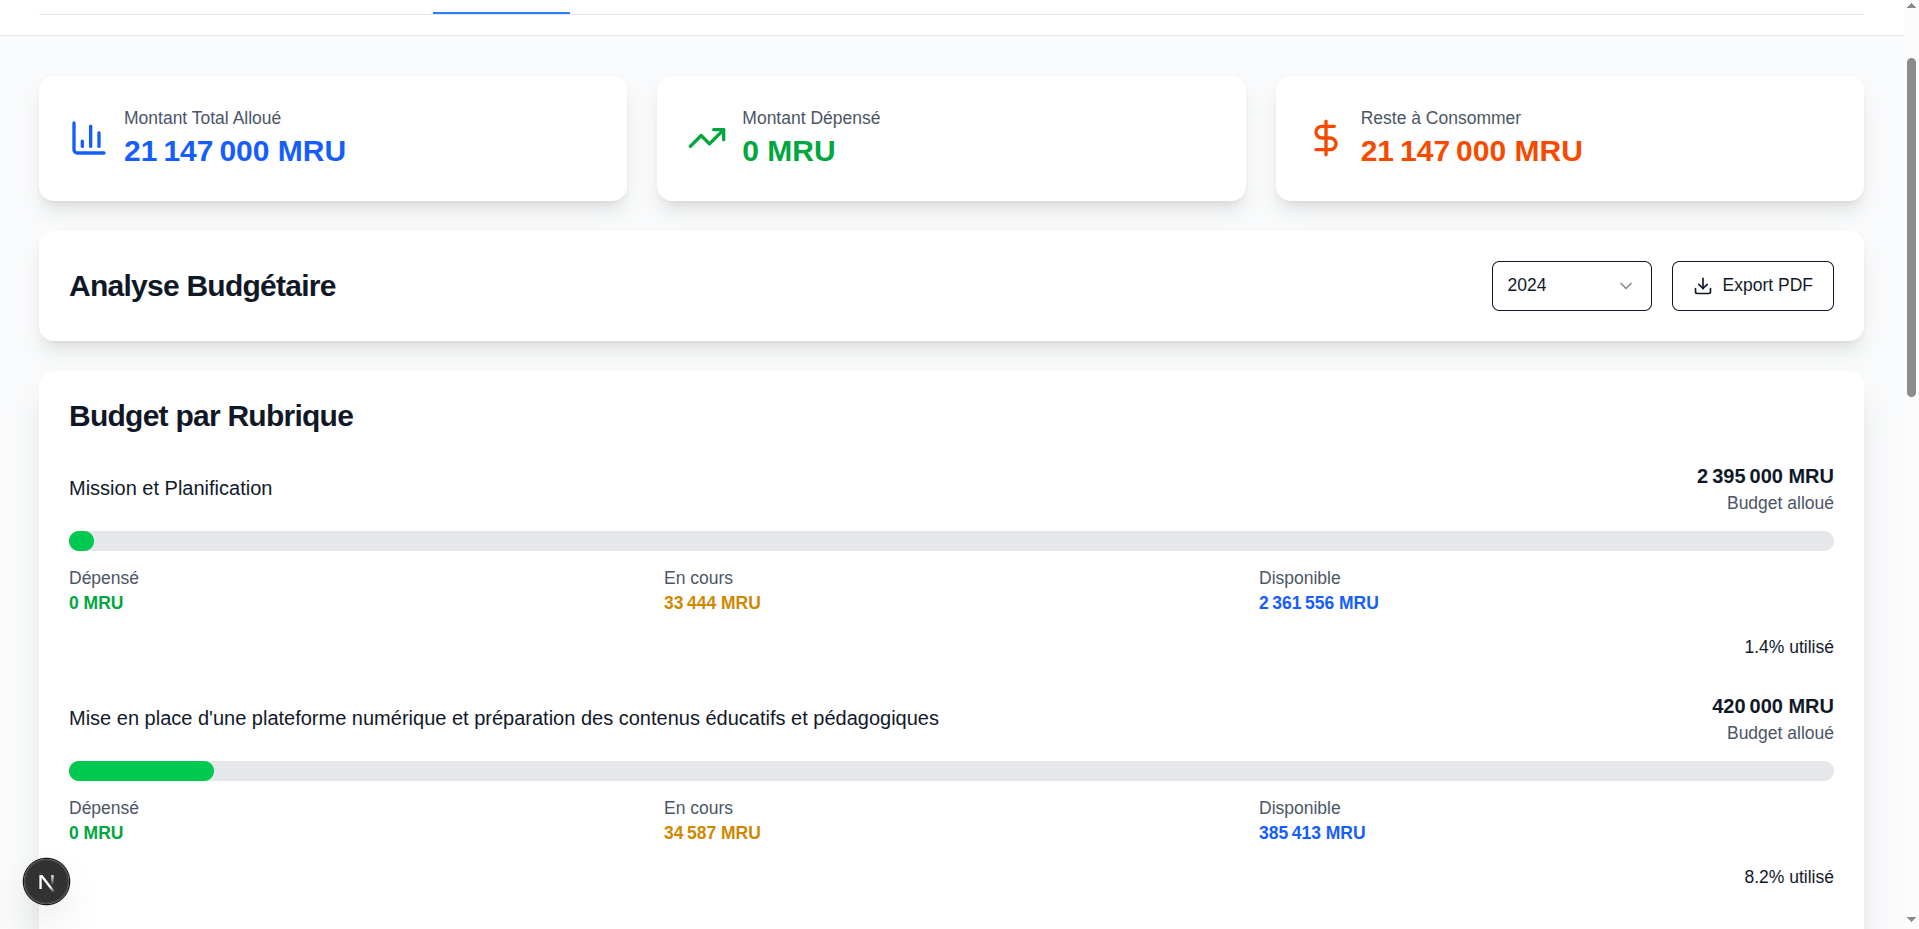 Montant Total Alloué
21 147 000 MRU
Montant Dépensé
0 MRU
Reste à Consommer
21 147 000 MRU
Analyse Budgétaire
2024
Export PDF
Budget par Rubrique
Mission et Planification
2 395 000 MRU
Budget alloué
Dépensé
0 MRU
En cours
33 444 MRU
Disponible
2 361 556 MRU
1.4% utilisé
Mise en place d'une plateforme numérique et préparation des contenus éducatifs et pédagogiques
420 000 MRU
Budget alloué
Dépensé
0 MRU
En cours
34 587 MRU
Disponible
385 413 MRU
8.2% utilisé
N